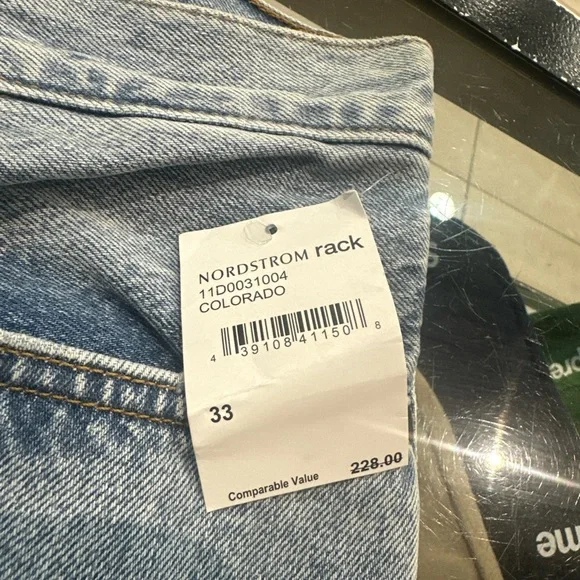 NORDSTROM rack
11D0031004
COLORADO
4 39108 41150 8
33
228.00
Comparable Value